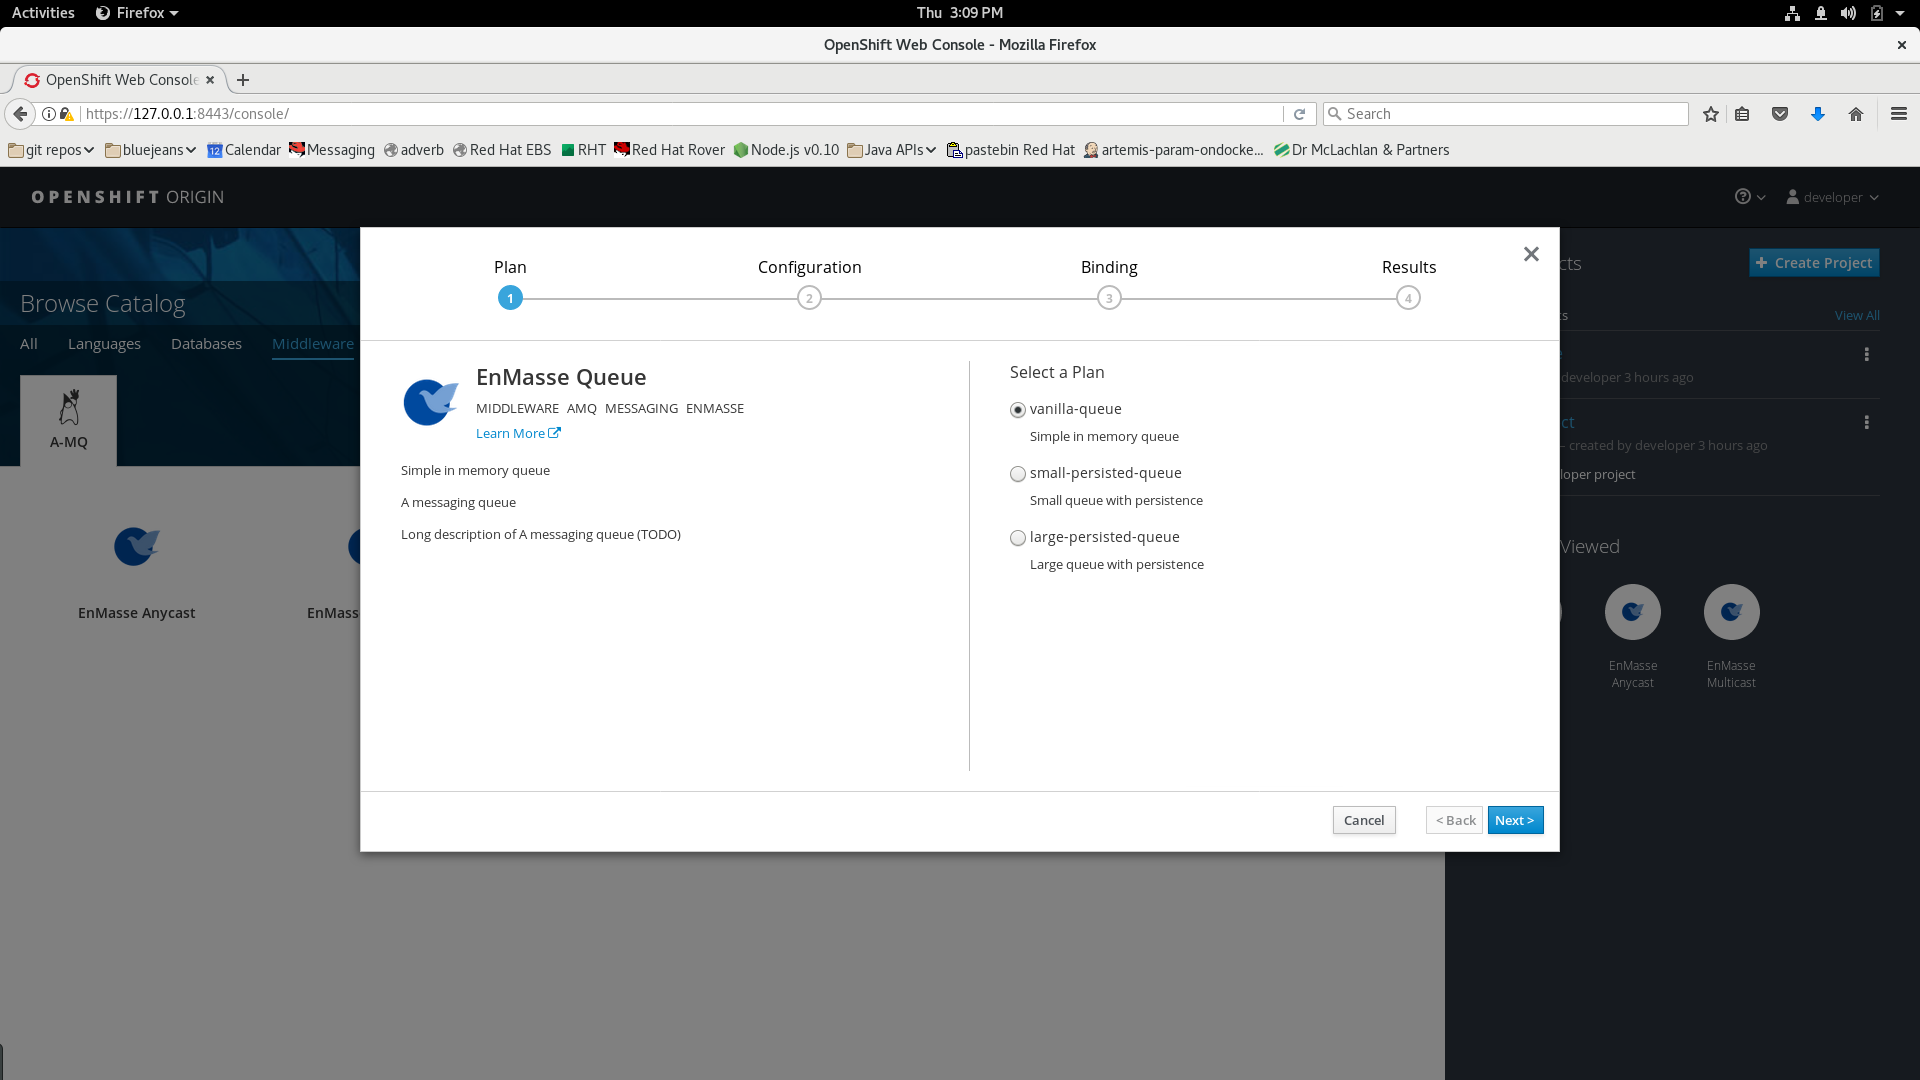 Activities Firefox Thu 3:09 PM
OpenShift Web Console - Mozilla Firefox
OpenShift Web Console
https://127.0.0.1:8443/console/ Search
git repos bluejeans 12 Calendar Messaging adverb Red Hat EBS RHT Red Hat Rover Node.js v0.10 Java APIs pastebin Red Hat artemis-param-ondocke... Dr McLachlan & Partners
OPENSHIFT ORIGIN ? developer
Browse Catalog
All Languages Databases Middleware
A-MQ
EnMasse Anycast EnMass
Plan Configuration Binding Results
1 2 3 4
EnMasse Queue
MIDDLEWARE AMQ MESSAGING ENMASSE
Learn More
Simple in memory queue
A messaging queue
Long description of A messaging queue (TODO)
Select a Plan
vanilla-queue
Simple in memory queue
small-persisted-queue
Small queue with persistence
large-persisted-queue
Large queue with persistence
Cancel < Back Next >
cts + Create Project
ts View All
developer 3 hours ago
ct
– created by developer 3 hours ago
loper project
Viewed
EnMasse
Anycast
EnMasse
Multicast